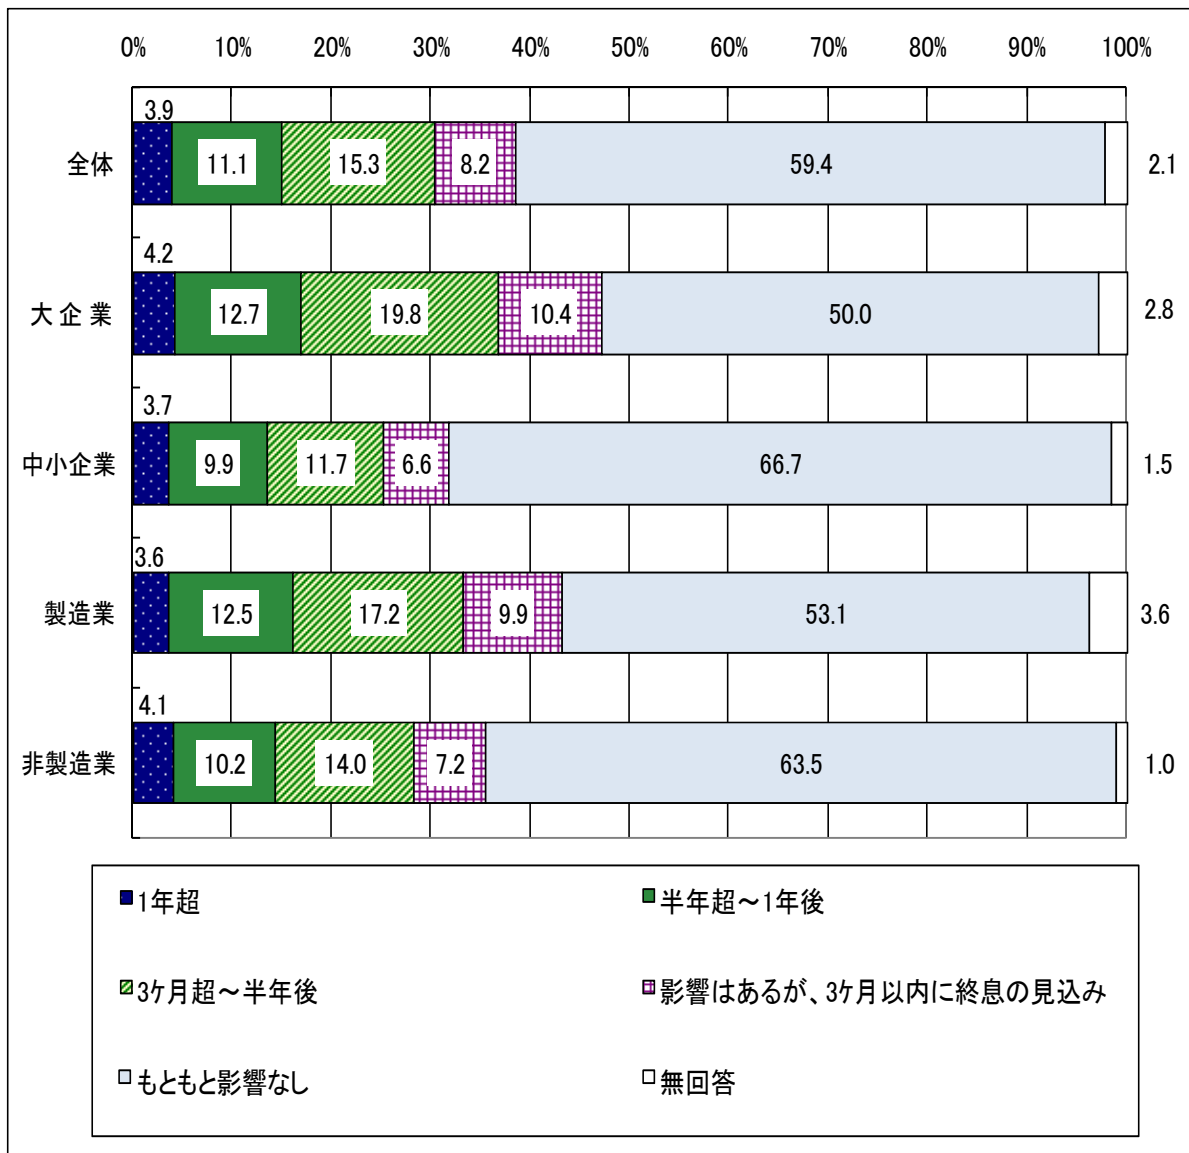 0% 10% 20% 30% 40% 50% 60% 70% 80% 90% 100%
3.9
全体 11.1 15.3 8.2 59.4 2.1
4.2
大企業 12.7 19.8 10.4 50.0 2.8
3.7
中小企業 9.9 11.7 6.6 66.7 1.5
3.6
製造業 12.5 17.2 9.9 53.1 3.6
4.1
非製造業 10.2 14.0 7.2 63.5 1.0
1年超 半年超～1年後
3ケ月超～半年後 影響はあるが、3ケ月以内に終息の見込み
もともと影響なし 無回答